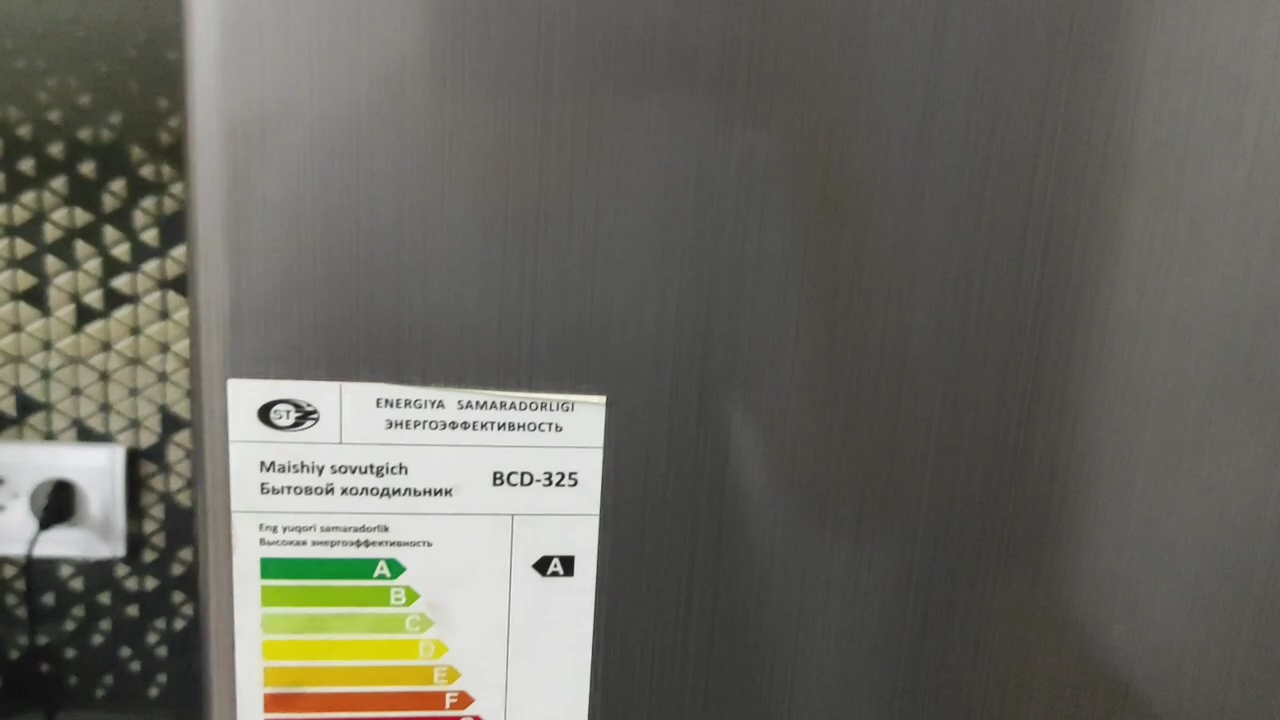 ST
ENERGIYA SAMARADORLIGI
ЭНЕРГОЭФФЕКТИВНОСТЬ
Maishiy sovutgich
Бытовой холодильник
BCD-325
Eng yuqori samaradorlik
Высокая энергоэффективность
A
A
B
C
D
E
F